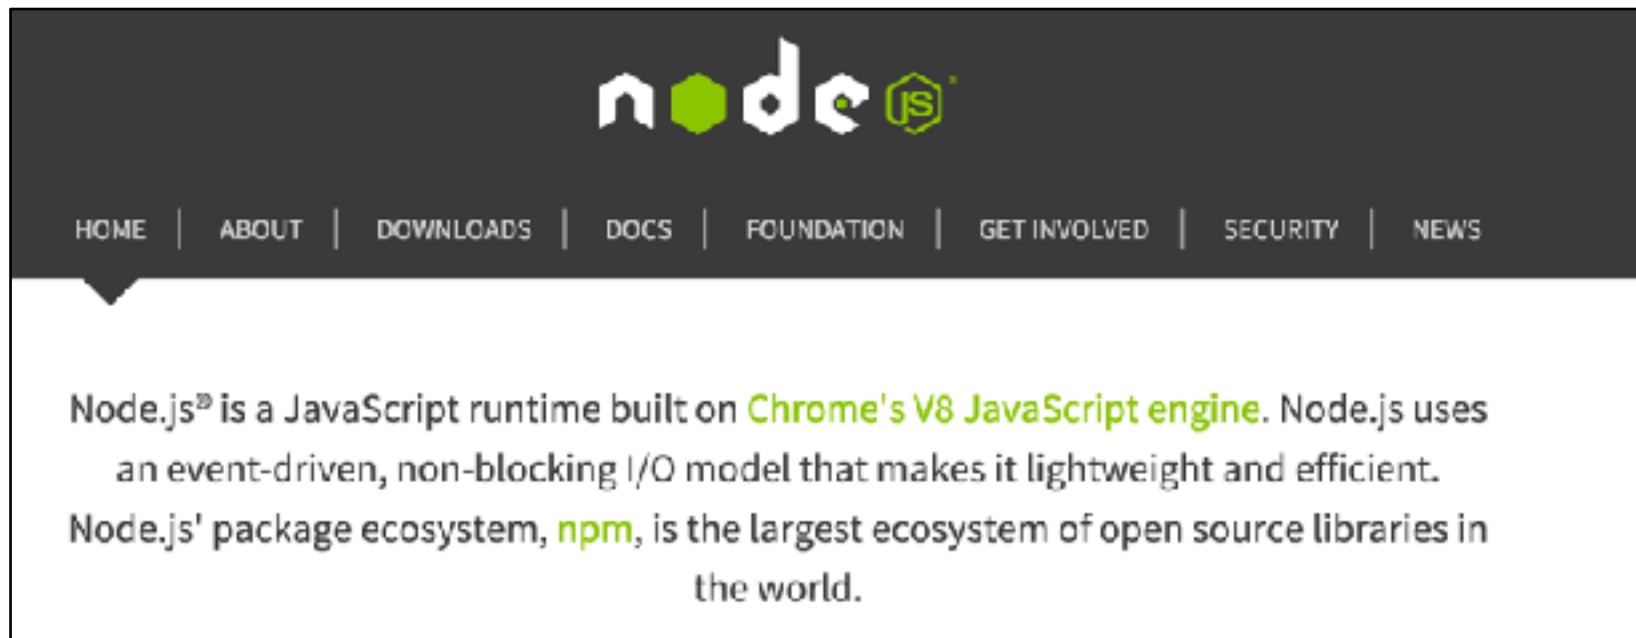 node JS®
HOME | ABOUT | DOWNLOADS | DOCS | FOUNDATION | GET INVOLVED | SECURITY | NEWS
Node.js® is a JavaScript runtime built on Chrome's V8 JavaScript engine. Node.js uses
an event-driven, non-blocking I/O model that makes it lightweight and efficient.
Node.js' package ecosystem, npm, is the largest ecosystem of open source libraries in
the world.